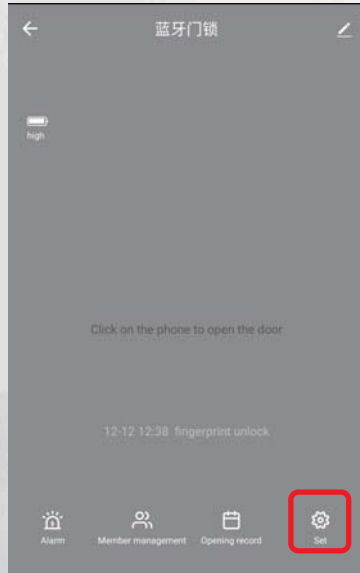 蓝牙门锁
high
Click on the phone to open the door
12-12 12:38 fingerprint unlock
Alarm Member management Opening record Set